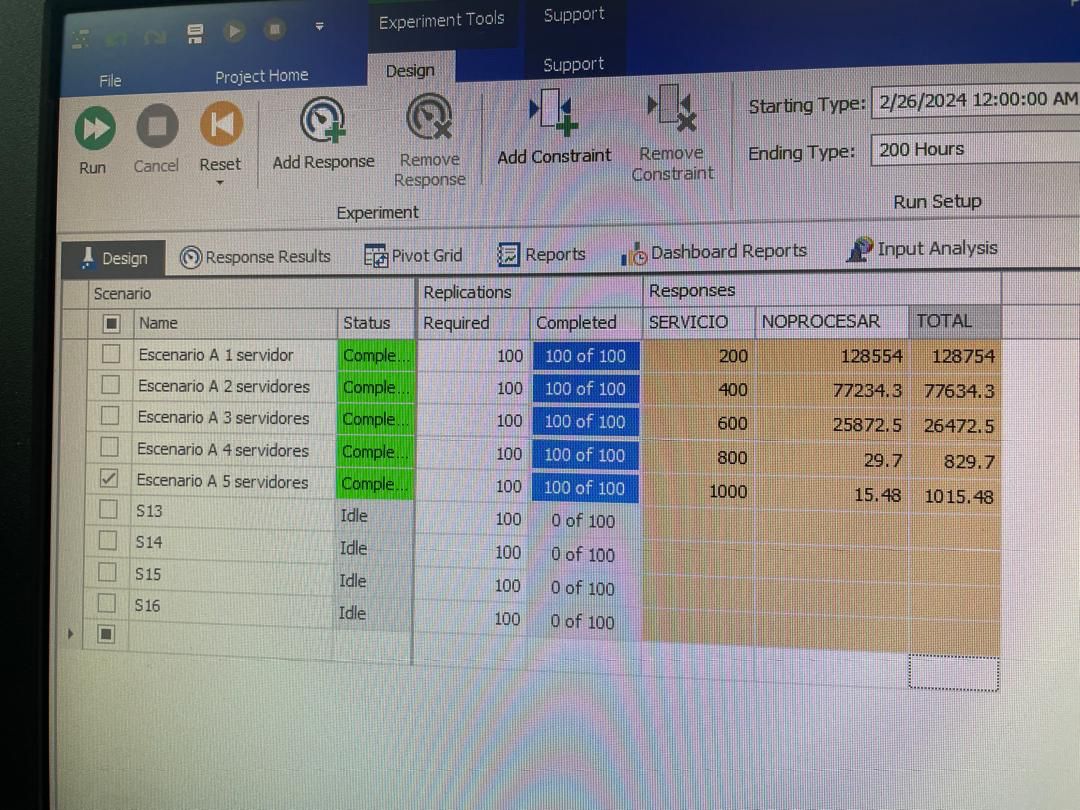 Experiment Tools Support
File Project Home Design Support
Run Cancel Reset Add Response Remove Response Add Constraint Remove Constraint
Starting Type: 2/26/2024 12:00:00 AM
Ending Type: 200 Hours
Experiment Run Setup
Design Response Results Pivot Grid Reports Dashboard Reports Input Analysis
Scenario Replications Responses
Name Status Required Completed SERVICIO NOPROCESAR TOTAL
Escenario A 1 servidor Comple... 100 100 of 100 200 128554 128754
Escenario A 2 servidores Comple... 100 100 of 100 400 77234.3 77634.3
Escenario A 3 servidores Comple... 100 100 of 100 600 25872.5 26472.5
Escenario A 4 servidores Comple... 100 100 of 100 800 29.7 829.7
Escenario A 5 servidores Comple... 100 100 of 100 1000 15.48 1015.48
S13 Idle 100 0 of 100
S14 Idle 100 0 of 100
S15 Idle 100 0 of 100
S16 Idle 100 0 of 100